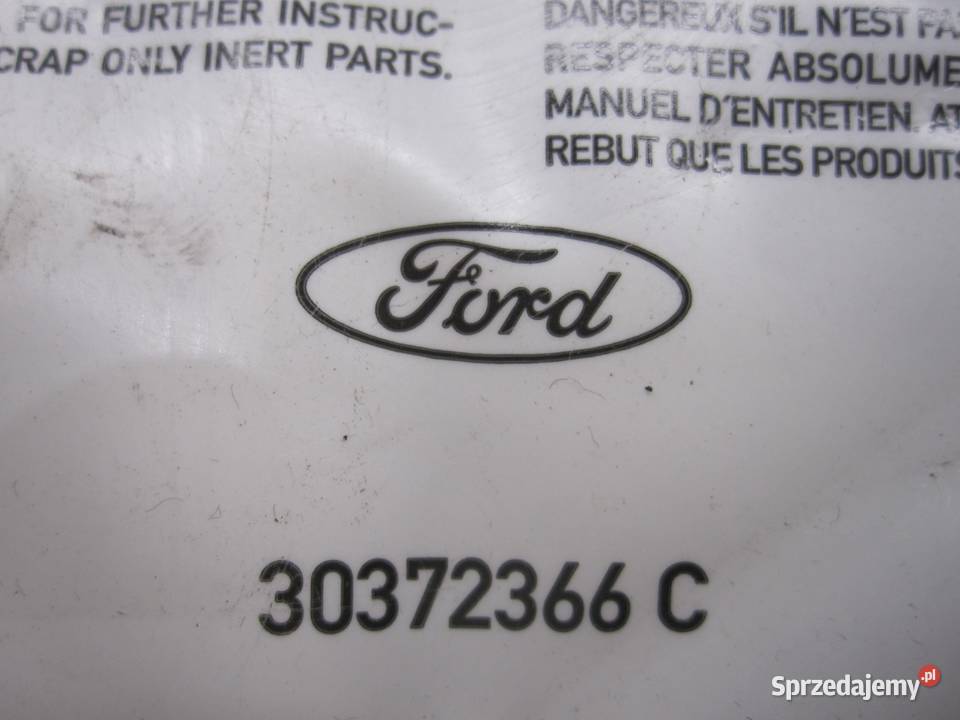 FOR FURTHER INSTRUC-
CRAP ONLY INERT PARTS.
DANGEREUX S'IL N'EST PA
RESPECTER ABSOLUME
MANUEL D'ENTRETIEN. AT
REBUT QUE LES PRODUITS
Ford
30372366 C
Sprzedajemy.pl